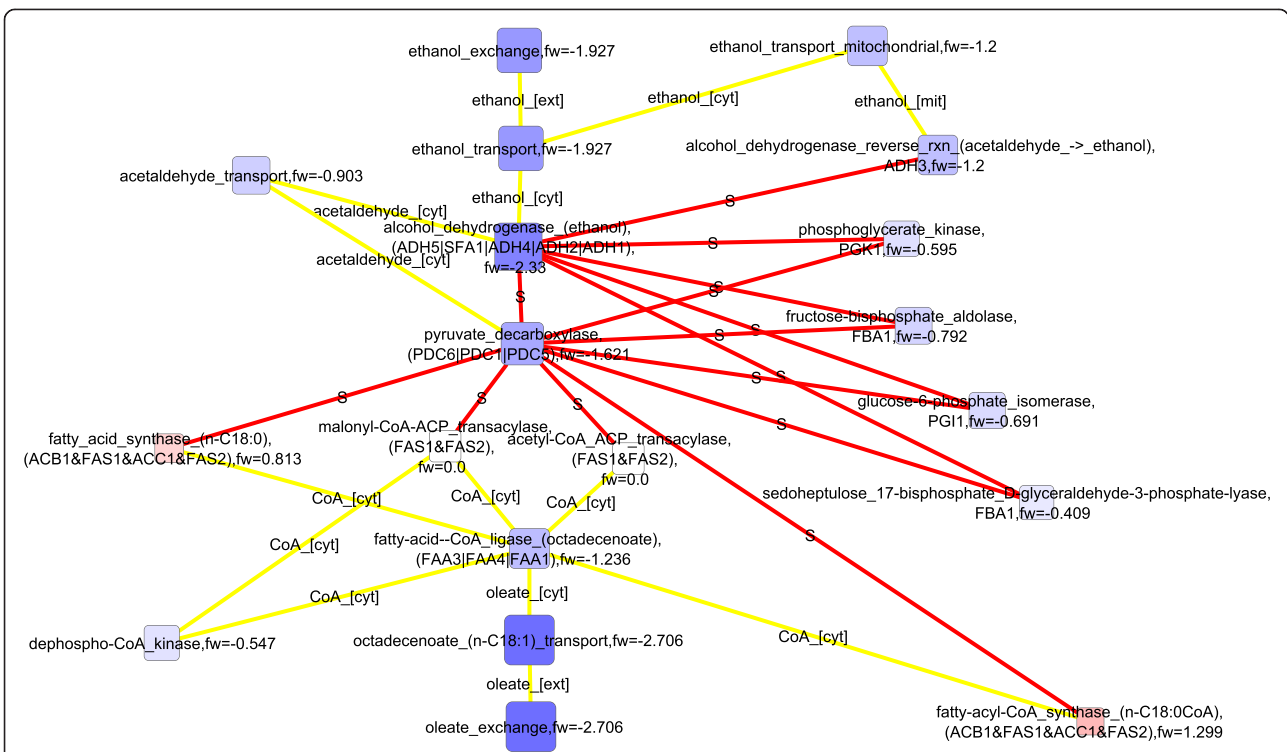 ethanol_exchange,fw=-1.927
ethanol_transport_mitochondrial,fw=-1.2
ethanol_[ext]
ethanol_[cyt]
ethanol_[mit]
ethanol_transport,fw=-1.927
alcohol_dehydrogenase_reverse_rxn_(acetaldehyde_->_ethanol),
ADH3,fw=-1.2
acetaldehyde_transport,fw=-0.903
ethanol_[cyt]
S
acetaldehyde_[cyt]
alcohol_dehydrogenase_(ethanol),
(ADH5|SFA1|ADH4|ADH2|ADH1),
fw=-2.33
S
phosphoglycerate_kinase,
PGK1,fw=-0.595
acetaldehyde_[cyt]
S
S
S
fructose-bisphosphate_aldolase,
FBA1,fw=-0.792
pyruvate_decarboxylase,
(PDC6|PDC1|PDC5),fw=-1.621
S
S
S
S
glucose-6-phosphate_isomerase,
PGI1,fw=-0.691
S
S
S
S
fatty_acid_synthase_(n-C18:0),
(ACB1&FAS1&ACC1&FAS2),fw=0.813
malonyl-CoA-ACP_transacylase,
(FAS1&FAS2),
fw=0.0
acetyl-CoA_ACP_transacylase,
(FAS1&FAS2),
fw=0.0
CoA_[cyt]
CoA_[cyt]
CoA_[cyt]
sedoheptulose_17-bisphosphate_D-glyceraldehyde-3-phosphate-lyase,
FBA1,fw=-0.409
CoA_[cyt]
fatty-acid--CoA_ligase_(octadecenoate),
(FAA3|FAA4|FAA1),fw=-1.236
S
CoA_[cyt]
oleate_[cyt]
dephospho-CoA_kinase,fw=-0.547
octadecenoate_(n-C18:1)_transport,fw=-2.706
CoA_[cyt]
oleate_[ext]
oleate_exchange,fw=-2.706
fatty-acyl-CoA_synthase_(n-C18:0CoA),
(ACB1&FAS1&ACC1&FAS2),fw=1.299